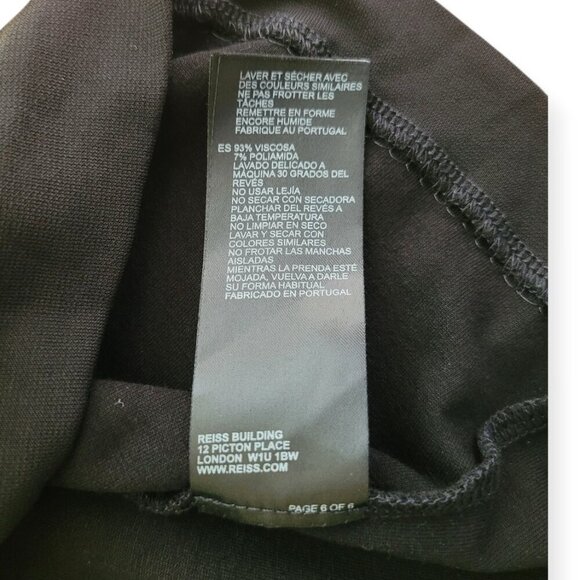 LAVER ET SÉCHER AVEC
DES COULEURS SIMILAIRES
NE PAS FROTTER LES
TÂCHES
REMETTRE EN FORME
ENCORE HUMIDE
FABRIQUE AU PORTUGAL
ES 93% VISCOSA
7% POLIAMIDA
LAVADO DELICADO A
MÁQUINA 30 GRADOS DEL
REVÉS
NO USAR LEJÍA
NO SECAR CON SECADORA
PLANCHAR DEL REVÉS A
BAJA TEMPERATURA
NO LIMPIAR EN SECO
LAVAR Y SECAR CON
COLORES SIMILARES
NO FROTAR LAS MANCHAS
AISLADAS
MIENTRAS LA PRENDA ESTÉ
MOJADA, VUELVA A DARLE
SU FORMA HABITUAL
FABRICADO EN PORTUGAL
REISS BUILDING
12 PICTON PLACE
LONDON W1U 1BW
WWW.REISS.COM
PAGE 6 OF 6